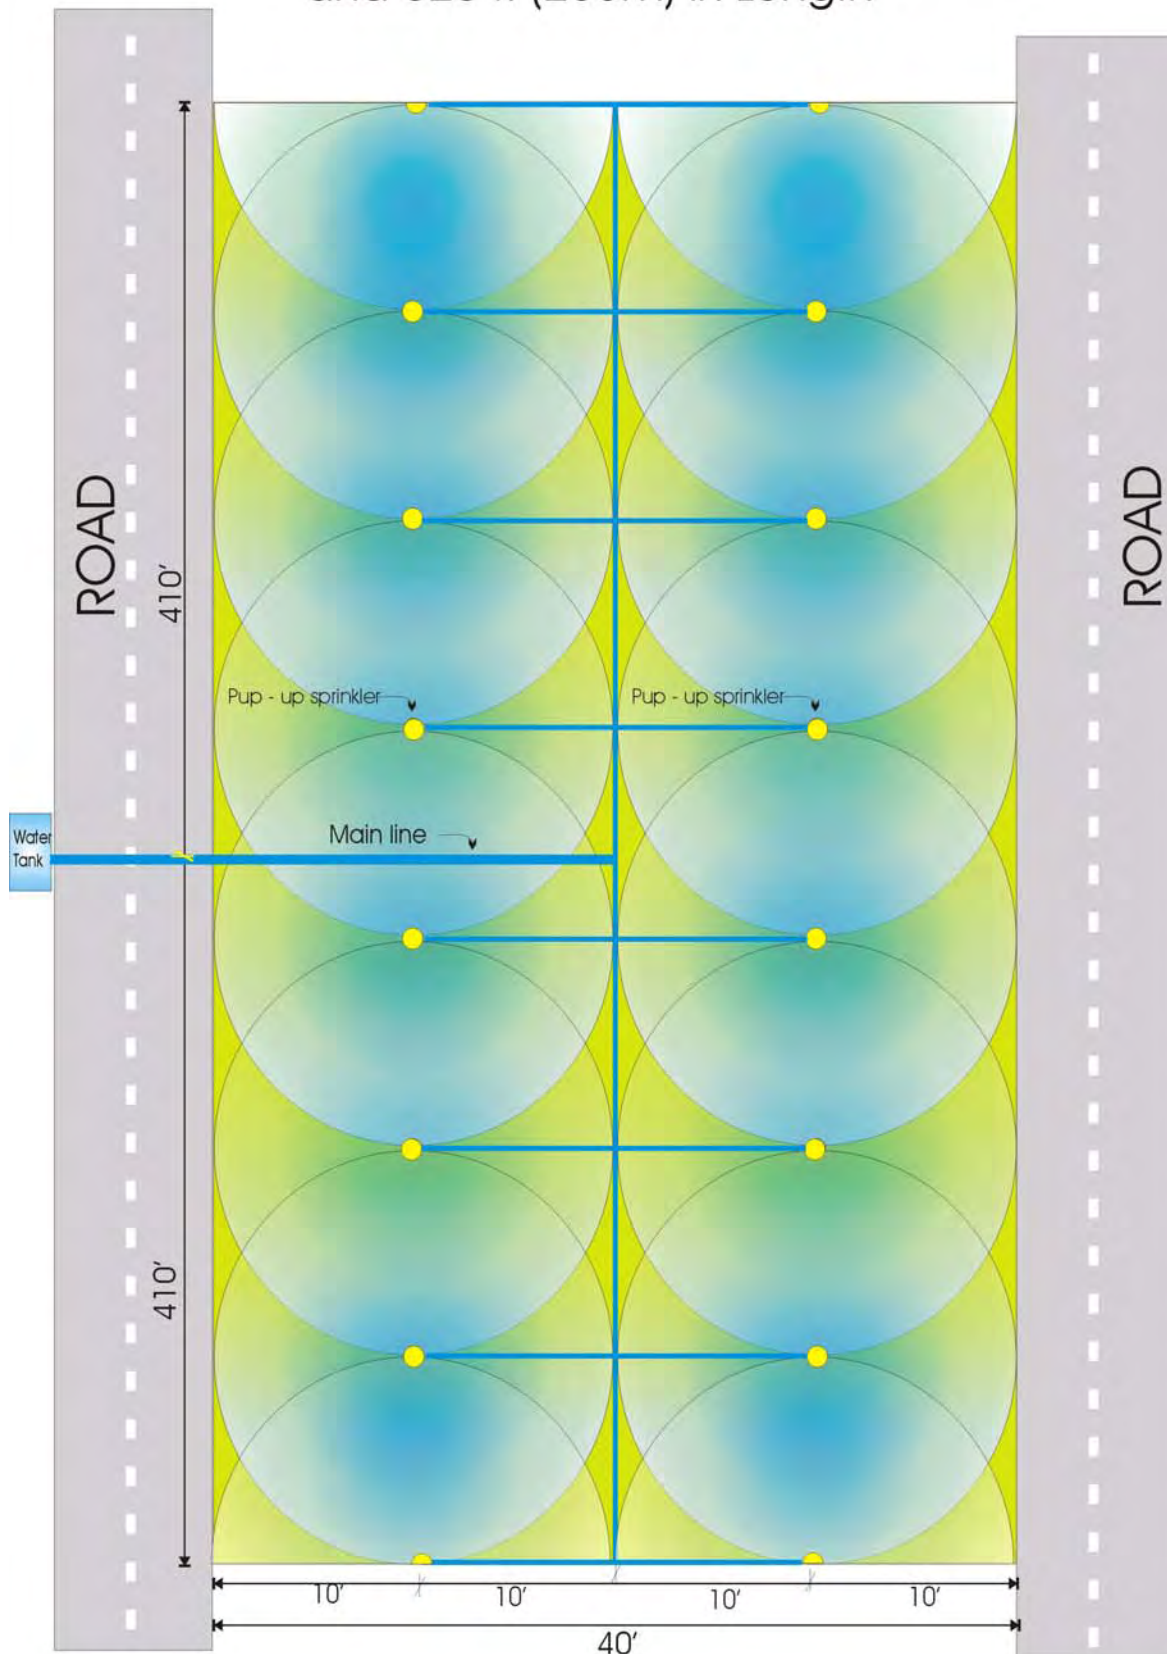 ROAD
ROAD
410'
Pup - up sprinkler
Pup - up sprinkler
Water
Tank
Main line
410'
10'
10'
10'
10'
40'